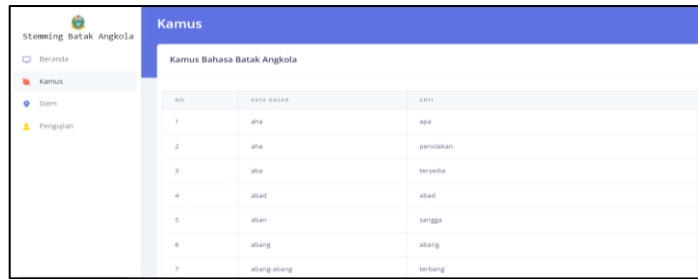 Stemming Batak Angkola
Beranda
Kamus
Stem
Pengujian
Kamus
Kamus Bahasa Batak Angkola
NO KATA DASAR ARTI
1 aha apa
2 aha penolakan
3 aba tersedia
4 abad abad
5 aban sangga
6 abang abang
7 abang-abang terbang